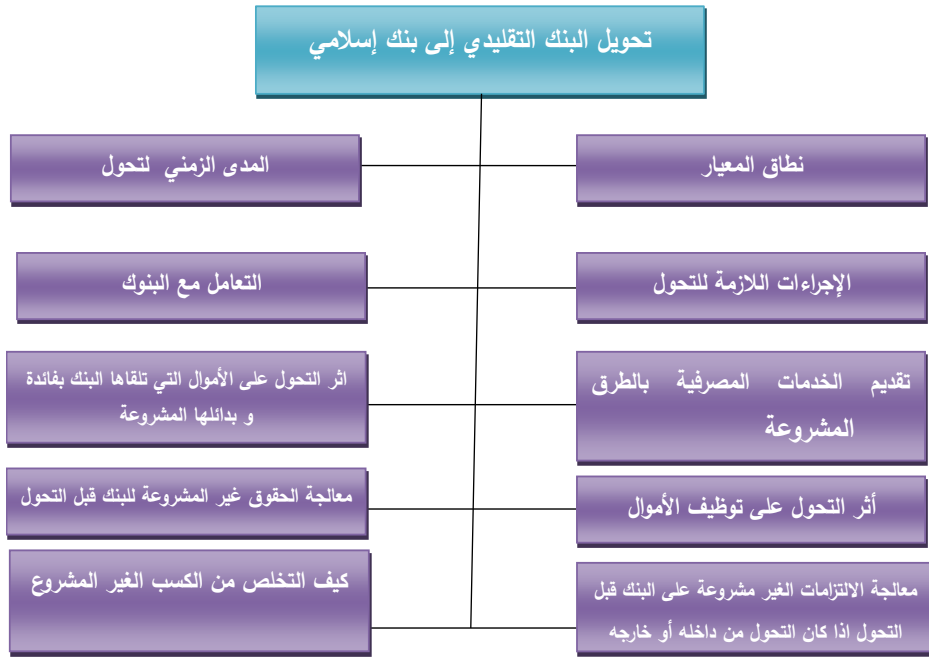 تحويل البنك التقليدي إلى بنك إسلامي
نطاق المعيار
المدى الزمني لتحول
الإجراءات اللازمة للتحول
التعامل مع البنوك
تقديم الخدمات المصرفية بالطرق
المشروعة
اثر التحول على الأموال التي تلقاها البنك بفائدة
و بدائلها المشروعة
أثر التحول على توظيف الأموال
معالجة الحقوق غير المشروعة للبنك قبل التحول
معالجة الالتزامات الغير مشروعة على البنك قبل
التحول اذا كان التحول من داخله أو خارجه
كيف التخلص من الكسب الغير المشروع